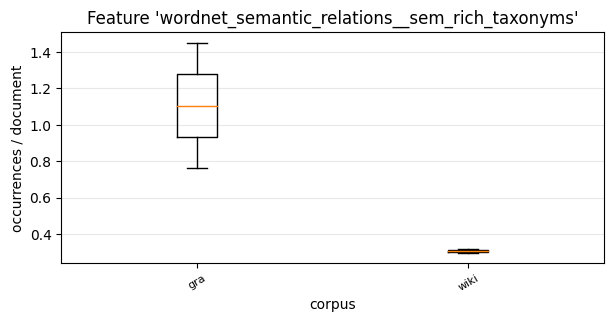 Feature 'wordnet_semantic_relations__sem_rich_taxonyms'
occurrences / document
1.4
1.2
1.0
0.8
0.6
0.4
gra
wiki
corpus